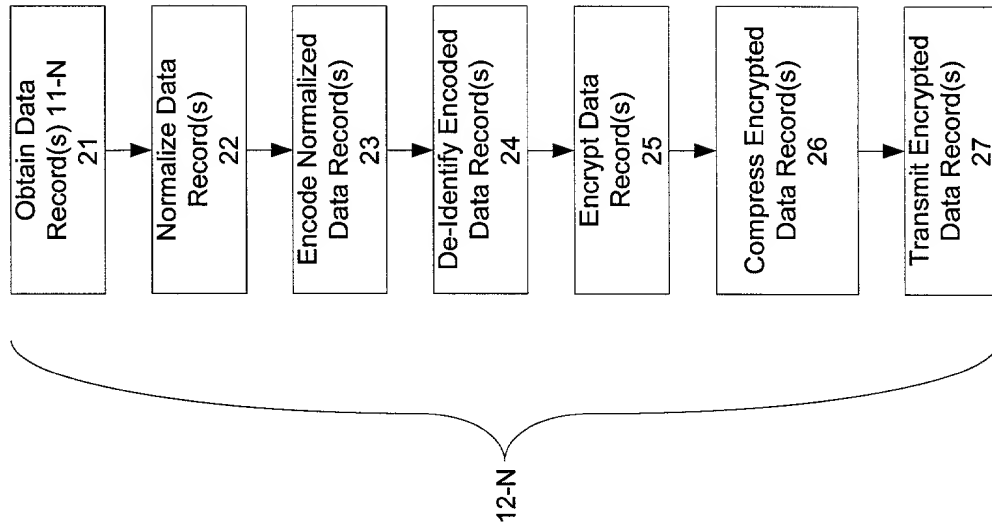 Obtain Data
Record(s) 11-N
21
Normalize Data
Record(s)
22
Encode Normalized
Data Record(s)
23
De-Identify Encoded
Data Record(s)
24
Encrypt Data
Record(s)
25
Compress Encrypted
Data Record(s)
26
Transmit Encrypted
Data Record(s)
27
12-N